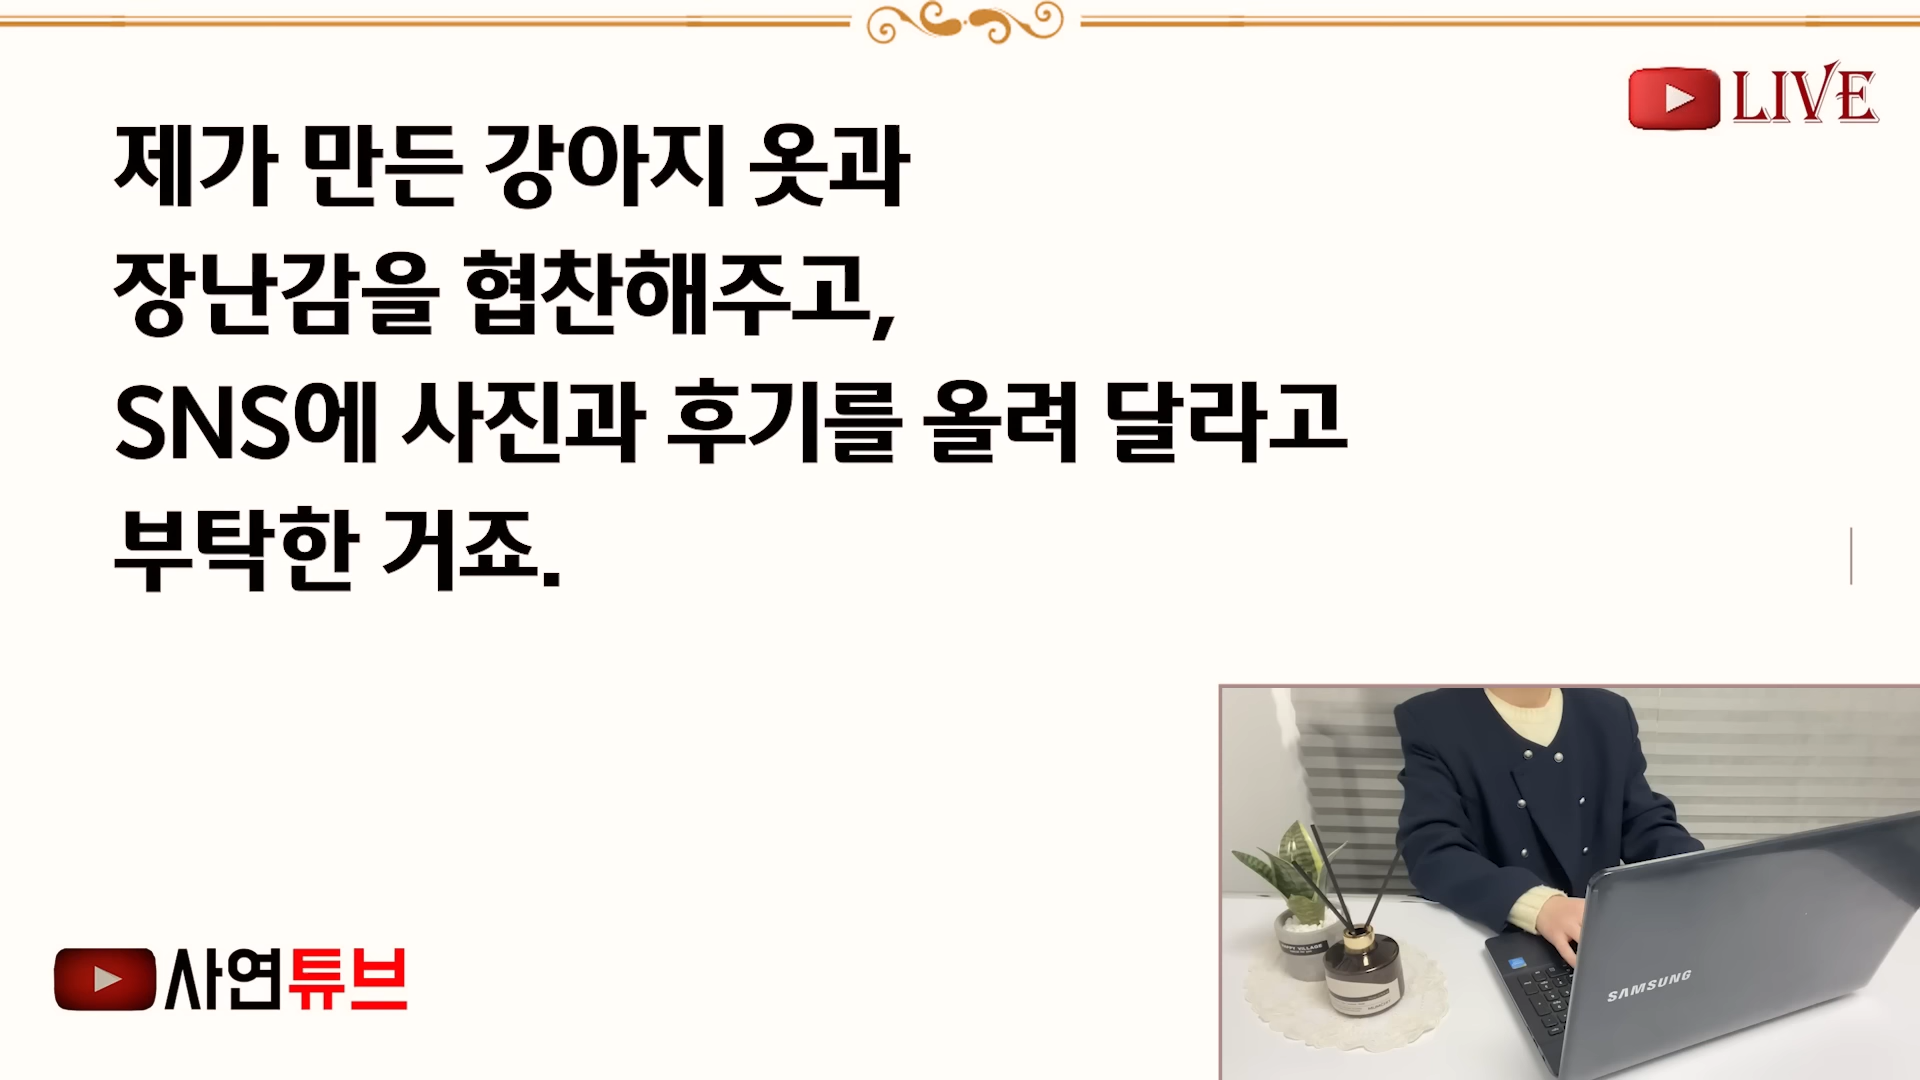 LIVE
제가 만든 강아지 옷과
장난감을 협찬해주고,
SNS에 사진과 후기를 올려 달라고
부탁한 거죠.
사연튜브
SAMSUNG